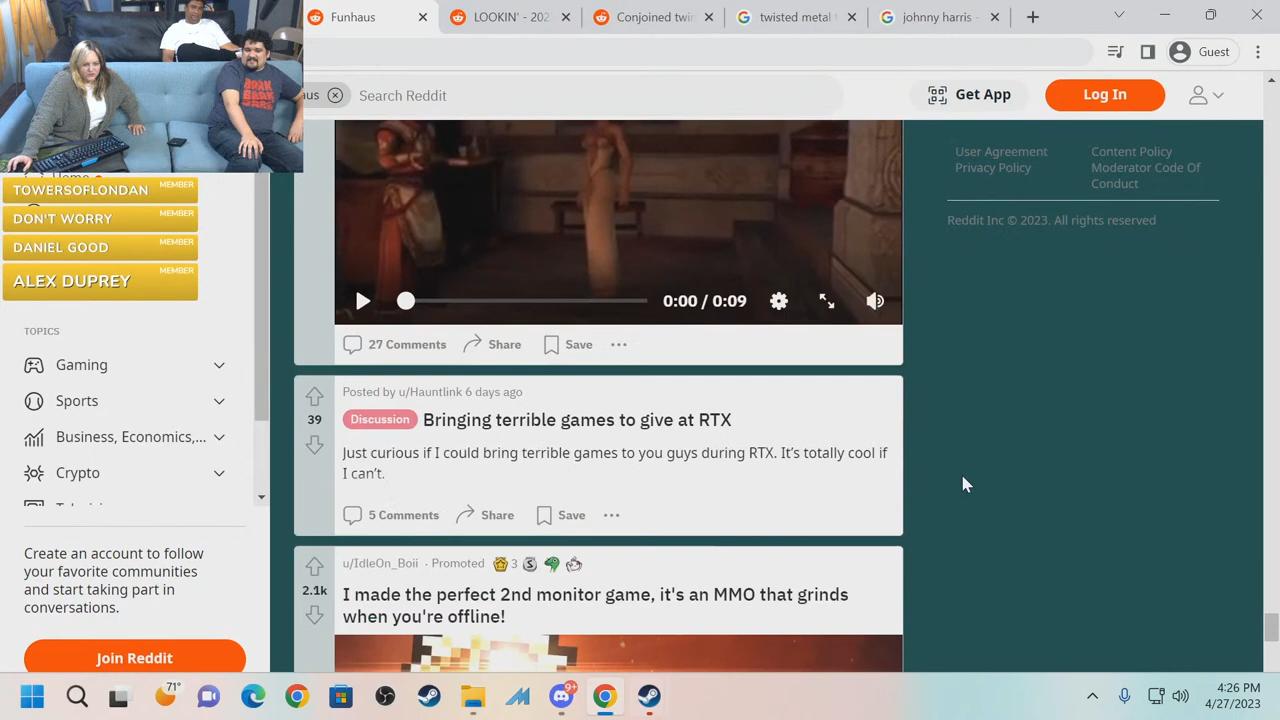 Funhaus
LOOKIN' - 202
Conjoined twi
twisted metal
johnny harris -
Guest
aus
Search Reddit
Get App
Log In
User Agreement
Content Policy
Privacy Policy
Moderator Code Of
Conduct
Reddit Inc © 2023. All rights reserved
TOWERSOFLONDAN
MEMBER
DON'T WORRY
MEMBER
DANIEL GOOD
MEMBER
ALEX DUPREY
MEMBER
TOPICS
Gaming
Sports
Business, Economics,...
Crypto
Create an account to follow
your favorite communities
and start taking part in
conversations.
Join Reddit
0:00 / 0:09
27 Comments
Share
Save
Posted by u/Hauntlink 6 days ago
39
Discussion
Bringing terrible games to give at RTX
Just curious if I could bring terrible games to you guys during RTX. It's totally cool if
I can't.
5 Comments
Share
Save
u/IdleOn_Boii · Promoted
3
2.1k
I made the perfect 2nd monitor game, it's an MMO that grinds
when you're offline!
71°
9+
4:26 PM
4/27/2023